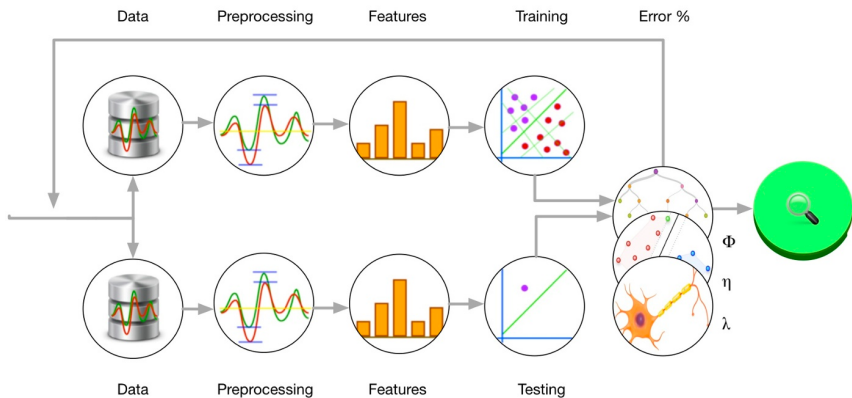 Data Preprocessing Features Training Error %
Φ
η
λ
Data Preprocessing Features Testing